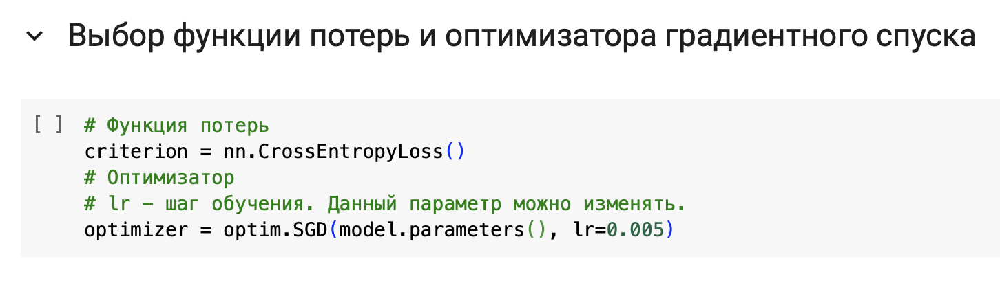 Выбор функции потерь и оптимизатора градиентного спуска
[ ] # Функция потерь
criterion = nn.CrossEntropyLoss()
# Оптимизатор
# lr – шаг обучения. Данный параметр можно изменять.
optimizer = optim.SGD(model.parameters(), lr=0.005)